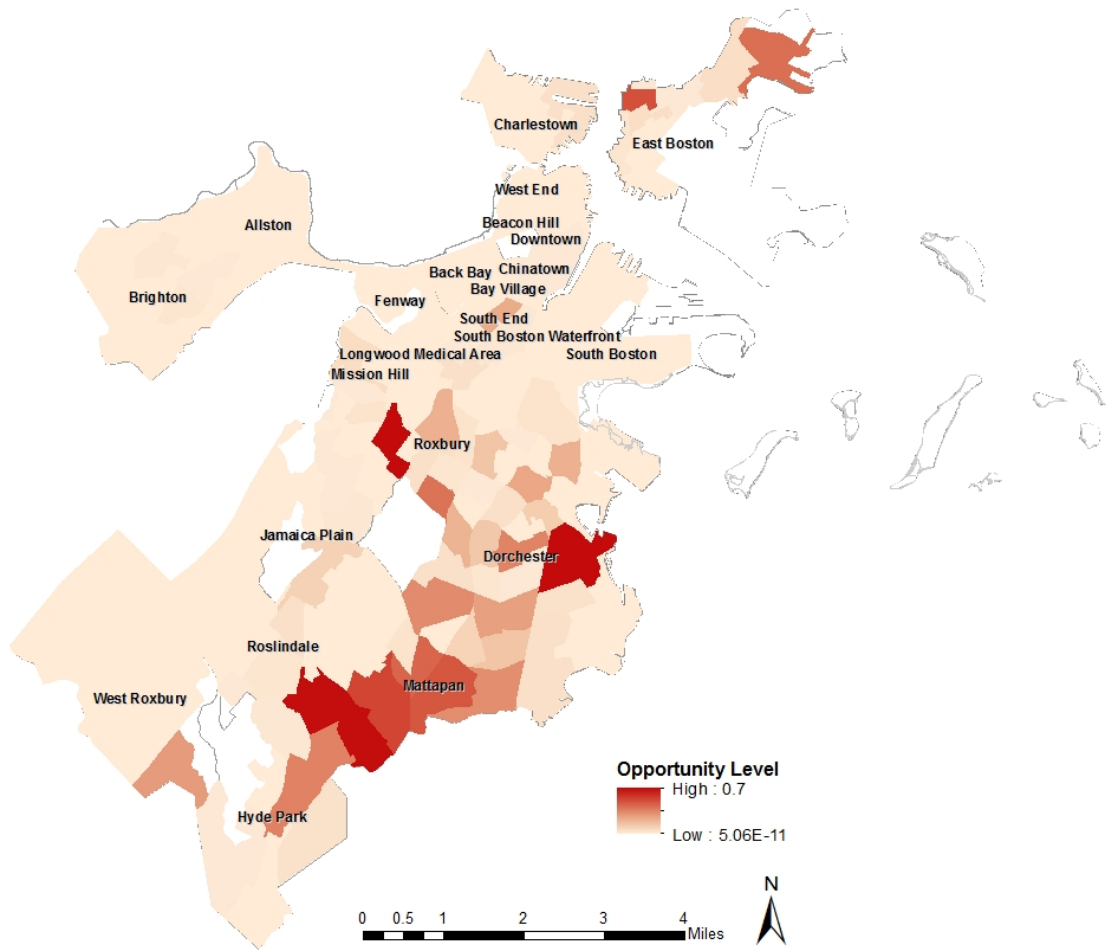 Charlestown
East Boston
West End
Allston
Beacon Hill
Downtown
Back Bay
Chinatown
Brighton
Bay Village
Fenway
South End
South Boston Waterfront
Longwood Medical Area
South Boston
Mission Hill
Roxbury
Jamaica Plain
Dorchester
Roslindale
Mattapan
West Roxbury
Hyde Park
Opportunity Level
High : 0.7
Low : 5.06E-11
N
0 0.5 1 2 3 4
Miles